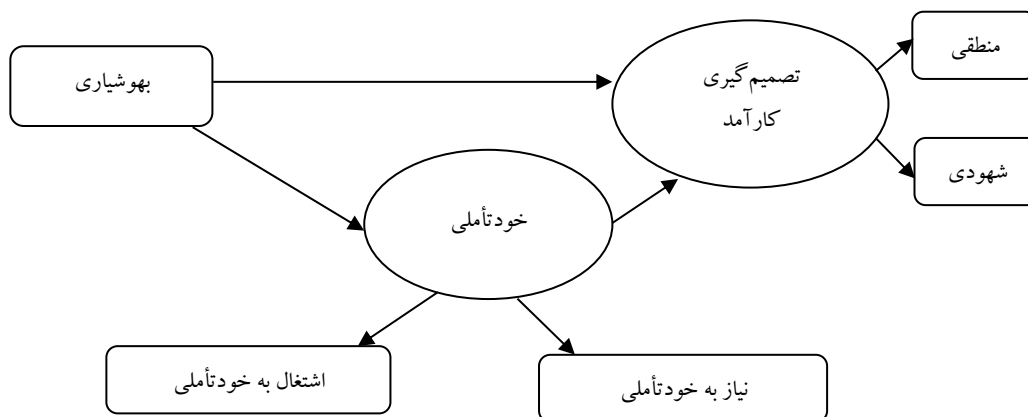 منطقی
بهوشیاری
تصمیم‌گیری
کارآمد
شهودی
خودتأملی
اشتغال به خودتأملی
نیاز به خودتأملی